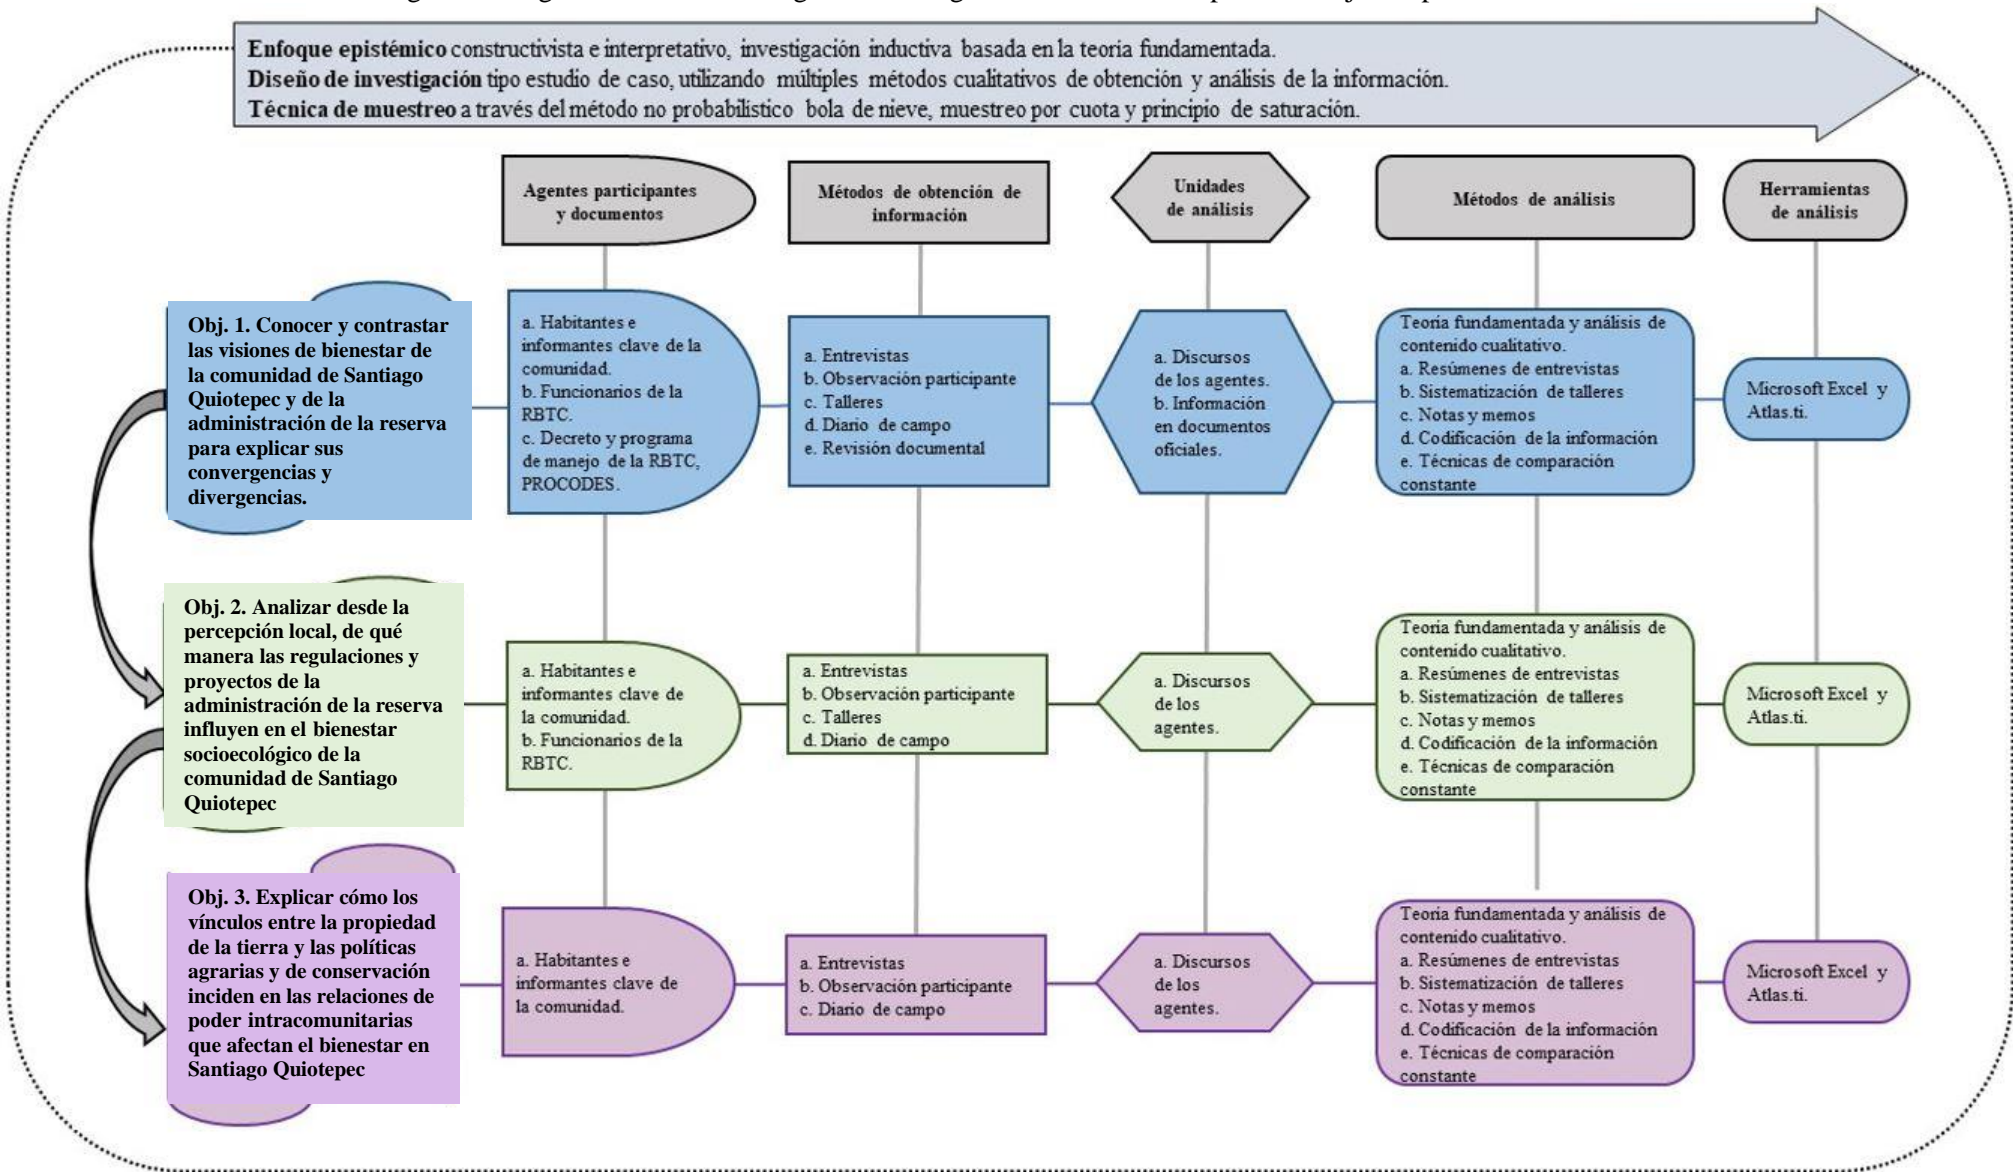 Enfoque epistémico constructivista e interpretativo, investigación inductiva basada en la teoría fundamentada.
Diseño de investigación tipo estudio de caso, utilizando múltiples métodos cualitativos de obtención y análisis de la información.
Técnica de muestreo a través del método no probabilístico bola de nieve, muestreo por cuota y principio de saturación.
Agentes participantes
y documentos
Métodos de obtención de
información
Unidades
de análisis
Métodos de análisis
Herramientas
de análisis
Obj. 1. Conocer y contrastar
las visiones de bienestar de
la comunidad de Santiago
Quiotepec y de la
administración de la reserva
para explicar sus
convergencias y
divergencias.
a. Habitantes e
informantes clave de la
comunidad.
b. Funcionarios de la
RBTC.
c. Decreto y programa
de manejo de la RBTC,
PROCODES.
a. Entrevistas
b. Observación participante
c. Talleres
d. Diario de campo
e. Revisión documental
a. Discursos
de los agentes.
b. Información
en documentos
oficiales.
Teoría fundamentada y análisis de
contenido cualitativo.
a. Resúmenes de entrevistas
b. Sistematización de talleres
c. Notas y memos
d. Codificación de la información
e. Técnicas de comparación
constante
Microsoft Excel y
Atlas.ti.
Obj. 2. Analizar desde la
percepción local, de qué
manera las regulaciones y
proyectos de la
administración de la reserva
influyen en el bienestar
socioecológico de la
comunidad de Santiago
Quiotepec
a. Habitantes e
informantes clave de
la comunidad.
b. Funcionarios de la
RBTC.
a. Entrevistas
b. Observación participante
c. Talleres
d. Diario de campo
a. Discursos
de los
agentes.
Teoría fundamentada y análisis de
contenido cualitativo.
a. Resúmenes de entrevistas
b. Sistematización de talleres
c. Notas y memos
d. Codificación de la información
e. Técnicas de comparación
constante
Microsoft Excel y
Atlas.ti.
Obj. 3. Explicar cómo los
vínculos entre la propiedad
de la tierra y las políticas
agrarias y de conservación
inciden en las relaciones de
poder intracomunitarias
que afectan el bienestar en
Santiago Quiotepec
a. Habitantes e
informantes clave de
la comunidad.
a. Entrevistas
b. Observación participante
c. Diario de campo
a. Discursos
de los
agentes.
Teoría fundamentada y análisis de
contenido cualitativo.
a. Resúmenes de entrevistas
b. Sistematización de talleres
c. Notas y memos
d. Codificación de la información
e. Técnicas de comparación
constante
Microsoft Excel y
Atlas.ti.